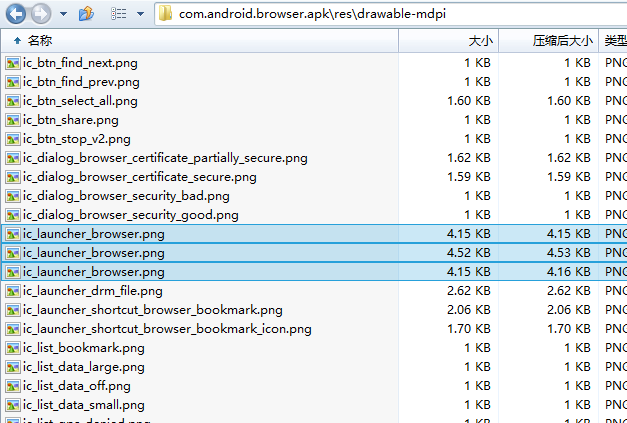 com.android.browser.apk\res\drawable-mdpi
名称 大小 压缩后大小 类型
ic_btn_find_next.png 1 KB 1 KB PNG
ic_btn_find_prev.png 1 KB 1 KB PNG
ic_btn_select_all.png 1.60 KB 1.60 KB PNG
ic_btn_share.png 1 KB 1 KB PNG
ic_btn_stop_v2.png 1 KB 1 KB PNG
ic_dialog_browser_certificate_partially_secure.png 1.62 KB 1.62 KB PNG
ic_dialog_browser_certificate_secure.png 1.59 KB 1.59 KB PNG
ic_dialog_browser_security_bad.png 1 KB 1 KB PNG
ic_dialog_browser_security_good.png 1 KB 1 KB PNG
ic_launcher_browser.png 4.15 KB 4.15 KB PNG
ic_launcher_browser.png 4.52 KB 4.53 KB PNG
ic_launcher_browser.png 4.15 KB 4.16 KB PNG
ic_launcher_drm_file.png 2.62 KB 2.62 KB PNG
ic_launcher_shortcut_browser_bookmark.png 2.06 KB 2.06 KB PNG
ic_launcher_shortcut_browser_bookmark_icon.png 1.70 KB 1.70 KB PNG
ic_list_bookmark.png 1 KB 1 KB PNG
ic_list_data_large.png 1 KB 1 KB PNG
ic_list_data_off.png 1 KB 1 KB PNG
ic_list_data_small.png 1 KB 1 KB PNG